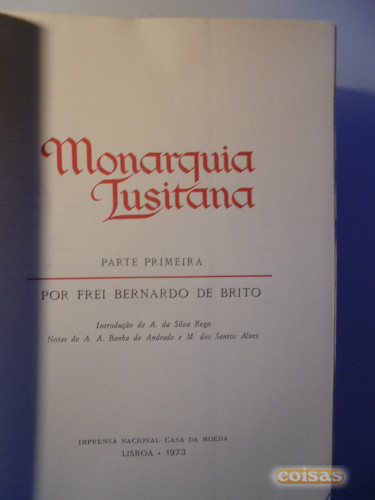 Monarquia
Lusitana
PARTE PRIMEIRA
POR FREI BERNARDO DE BRITO
Introdução de A. da Silva Rego
Notas de A. A. Banha de Andrade e M. dos Santos Alves
IMPRENSA NACIONAL-CASA DA MOEDA
LISBOA • 1973
coisas